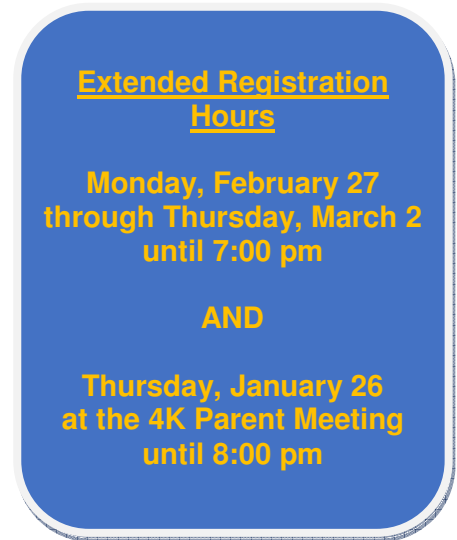 Extended Registration
Hours
Monday, February 27
through Thursday, March 2
until 7:00 pm
AND
Thursday, January 26
at the 4K Parent Meeting
until 8:00 pm